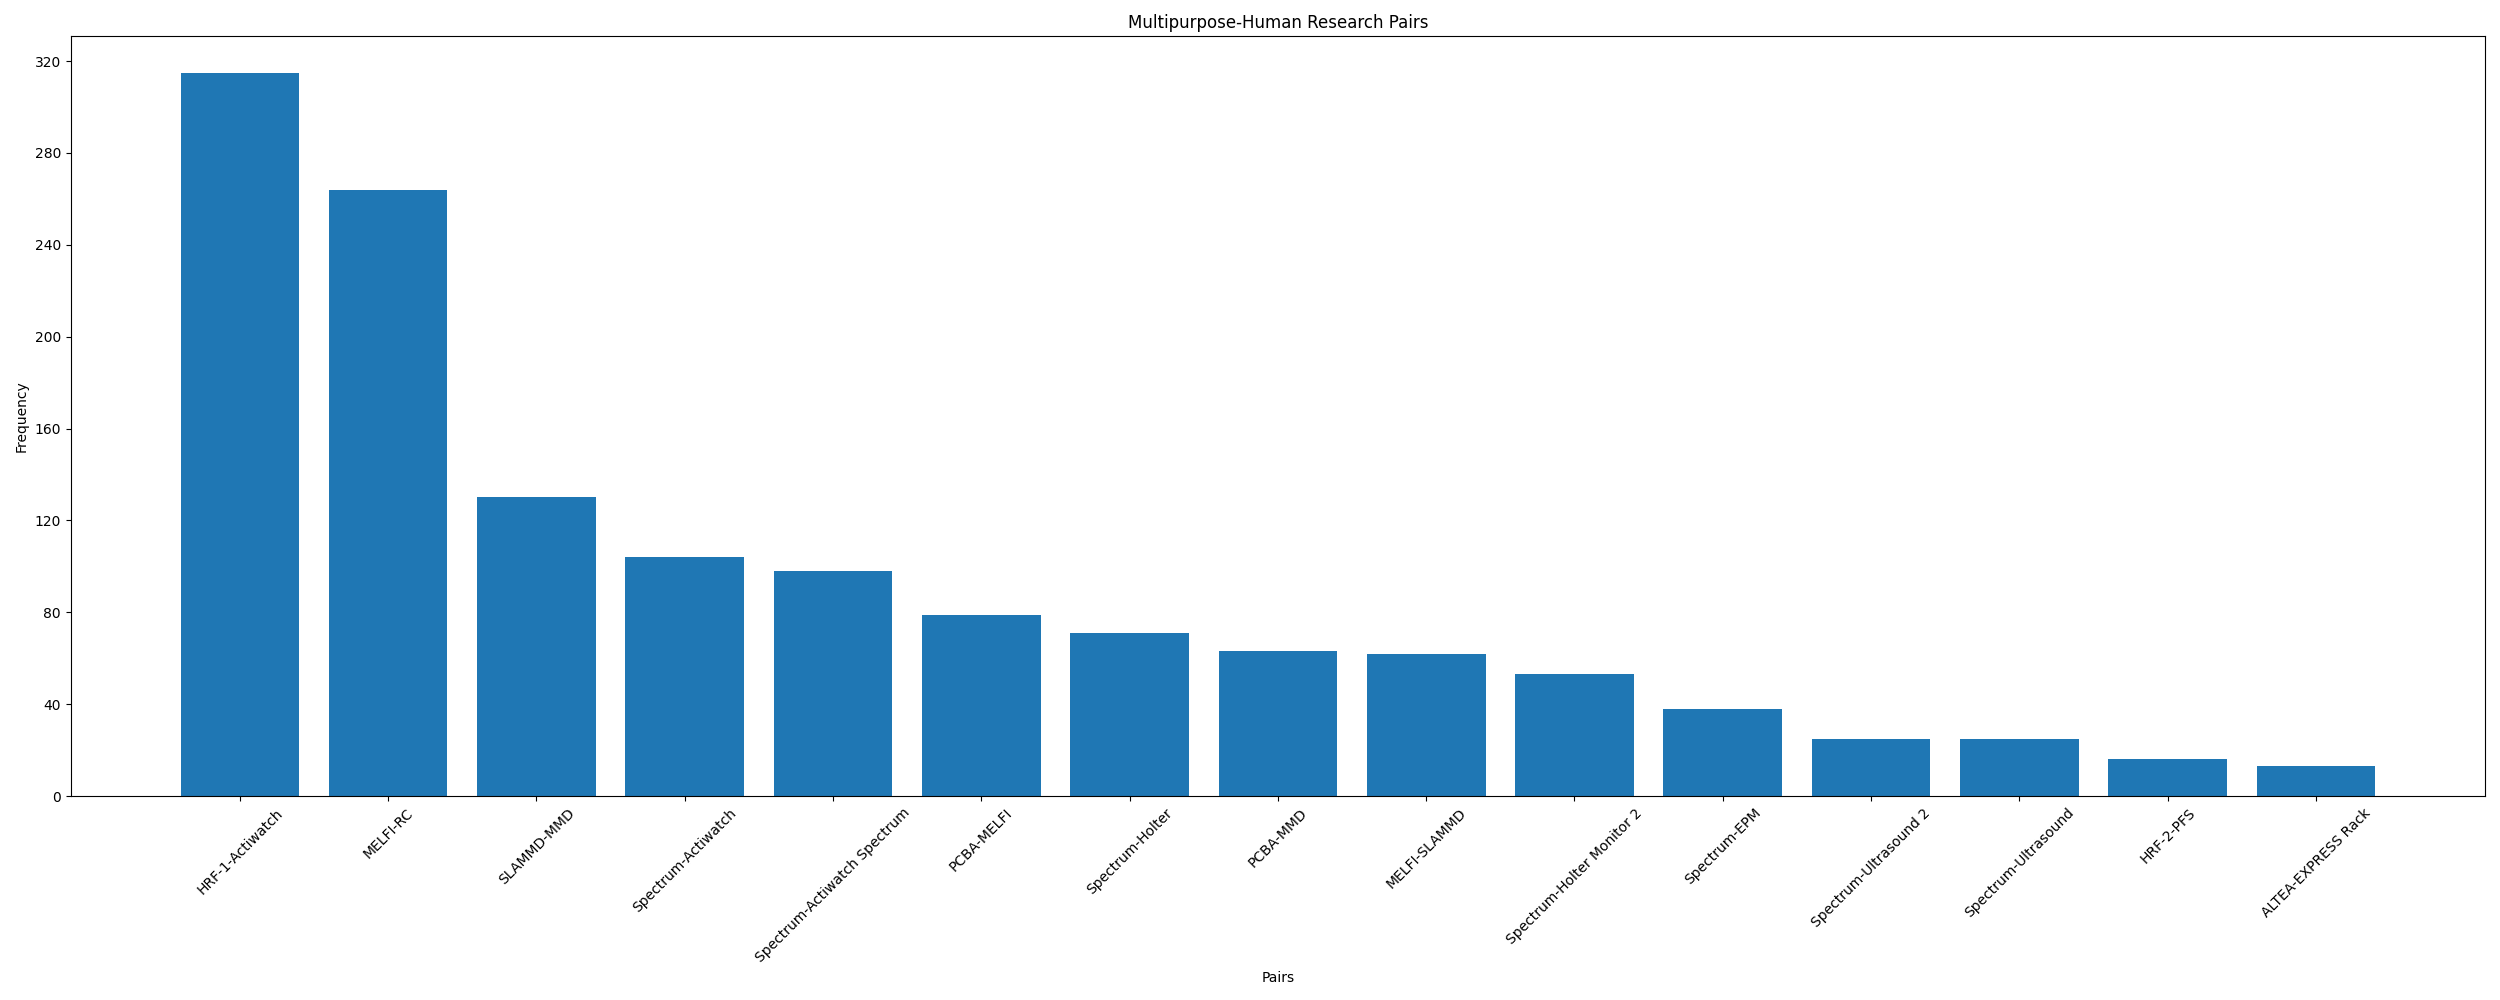 Multipurpose-Human Research Pairs
Frequency
320
280
240
200
160
120
80
40
0
HRF-1-Actiwatch
MELFI-RC
SLAMMD-MMD
Spectrum-Actiwatch
Spectrum-Actiwatch Spectrum
PCBA-MELFI
Spectrum-Holter
PCBA-MMD
MELFI-SLAMMD
Spectrum-Holter Monitor 2
Spectrum-EPM
Spectrum-Ultrasound 2
Spectrum-Ultrasound
HRF-2-PFS
ALTEA-EXPRESS Rack
Pairs